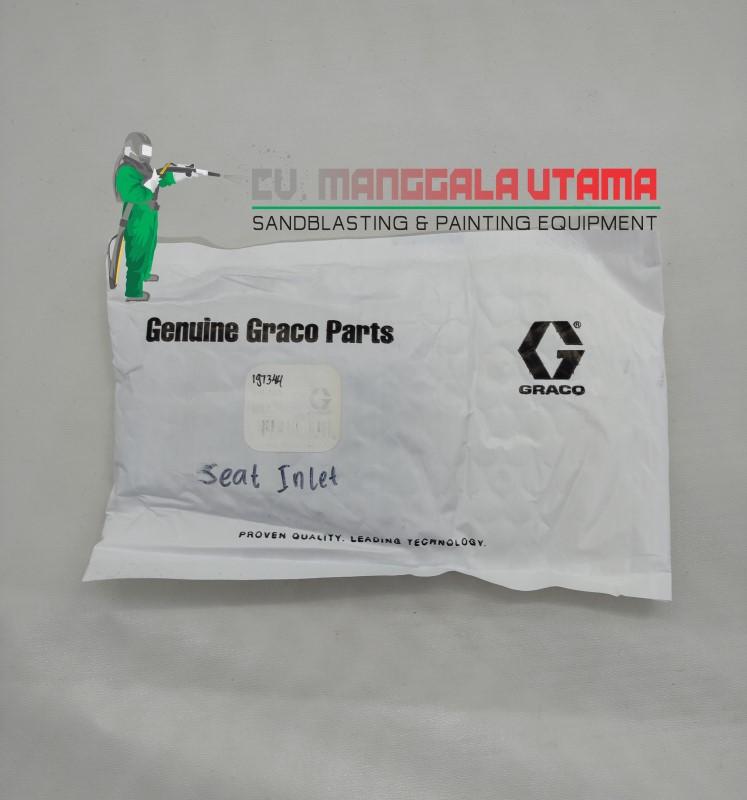 CV. MANGGALA UTAMA
SANDBLASTING & PAINTING EQUIPMENT
Genuine Graco Parts
®
GRACO
197344
Seat Inlet
PROVEN QUALITY. LEADING TECHNOLOGY.